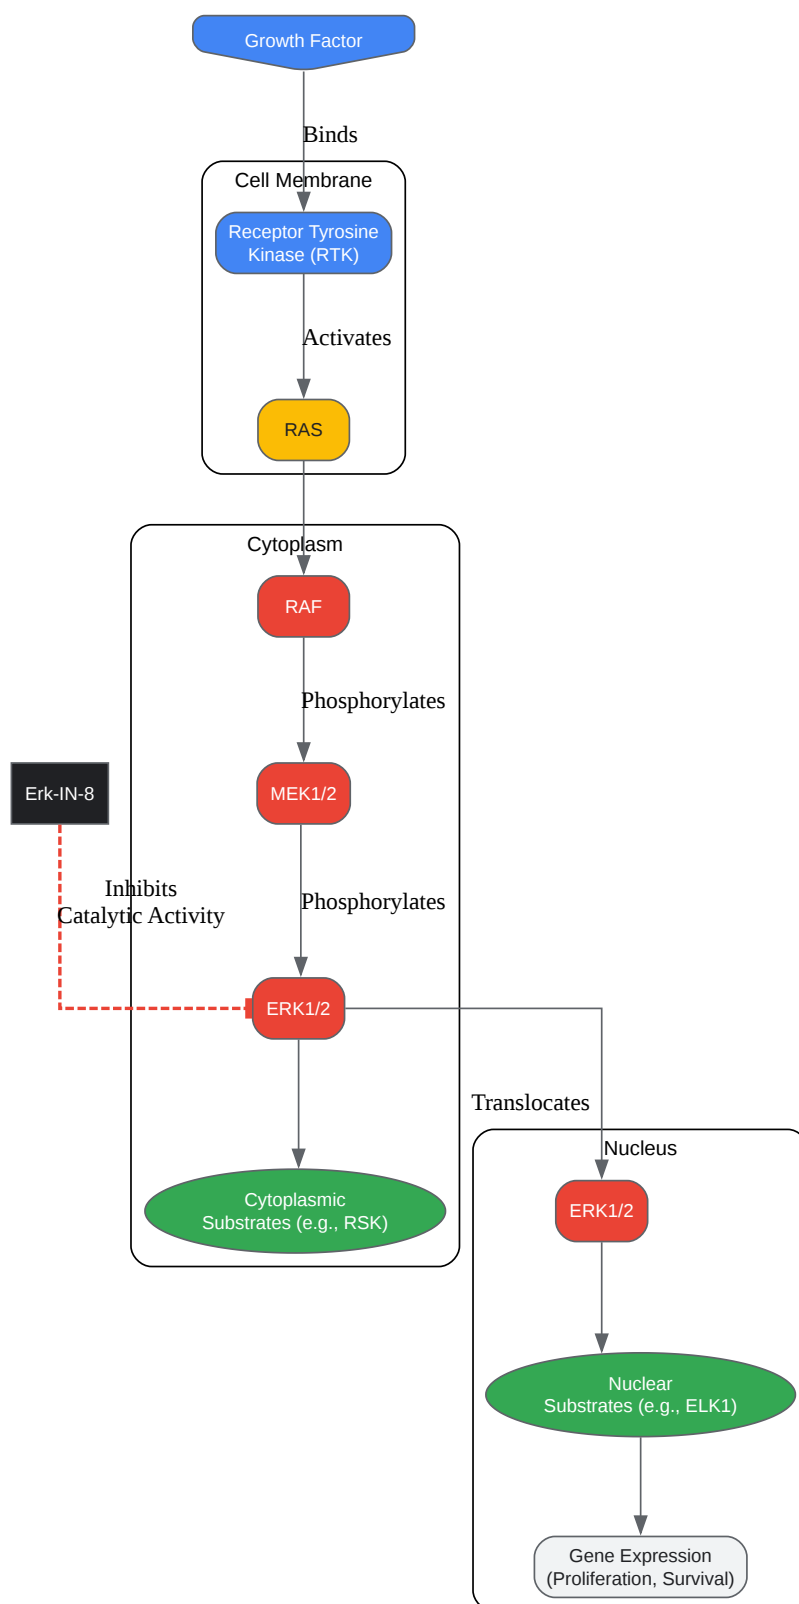 Growth Factor
Binds
Cell Membrane
Receptor Tyrosine
Kinase (RTK)
Activates
RAS
Cytoplasm
RAF
Phosphorylates
Erk-IN-8
MEK1/2
Inhibits
Catalytic Activity
Phosphorylates
ERK1/2
Translocates
Nucleus
Cytoplasmic
Substrates (e.g., RSK)
ERK1/2
Nuclear
Substrates (e.g., ELK1)
Gene Expression
(Proliferation, Survival)